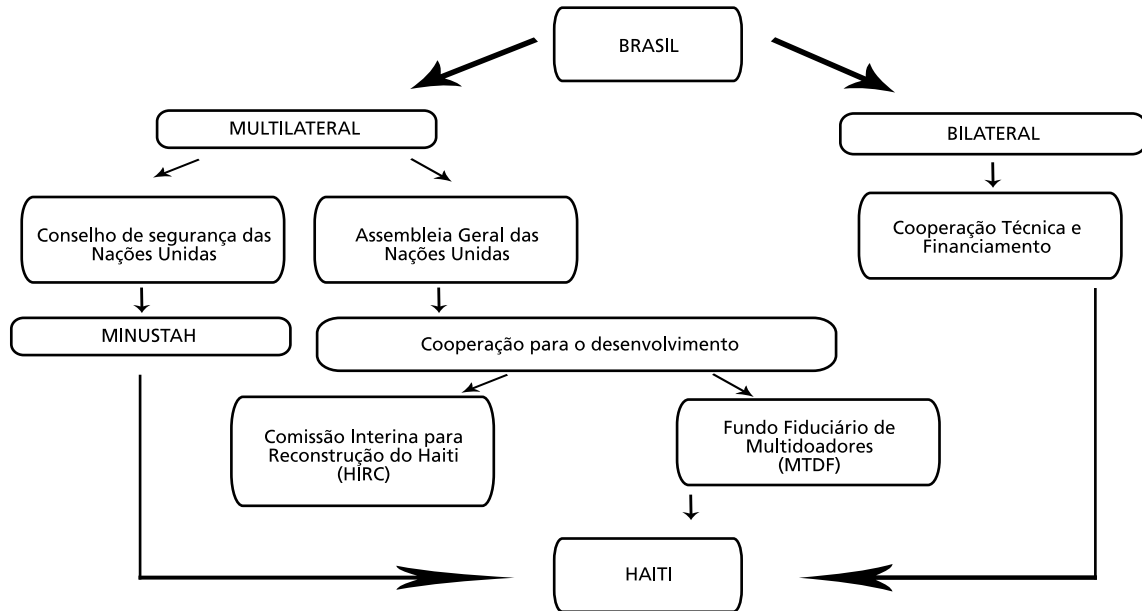 BRASIL
MULTILATERAL
BILATERAL
Conselho de segurança das
Nações Unidas
Assembleia Geral das
Nações Unidas
Cooperação Técnica e
Financiamento
MINUSTAH
Cooperação para o desenvolvimento
Comissão Interina para
Reconstrução do Haiti
(HIRC)
Fundo Fiduciário de
Multidoadores
(MTDF)
HAITI